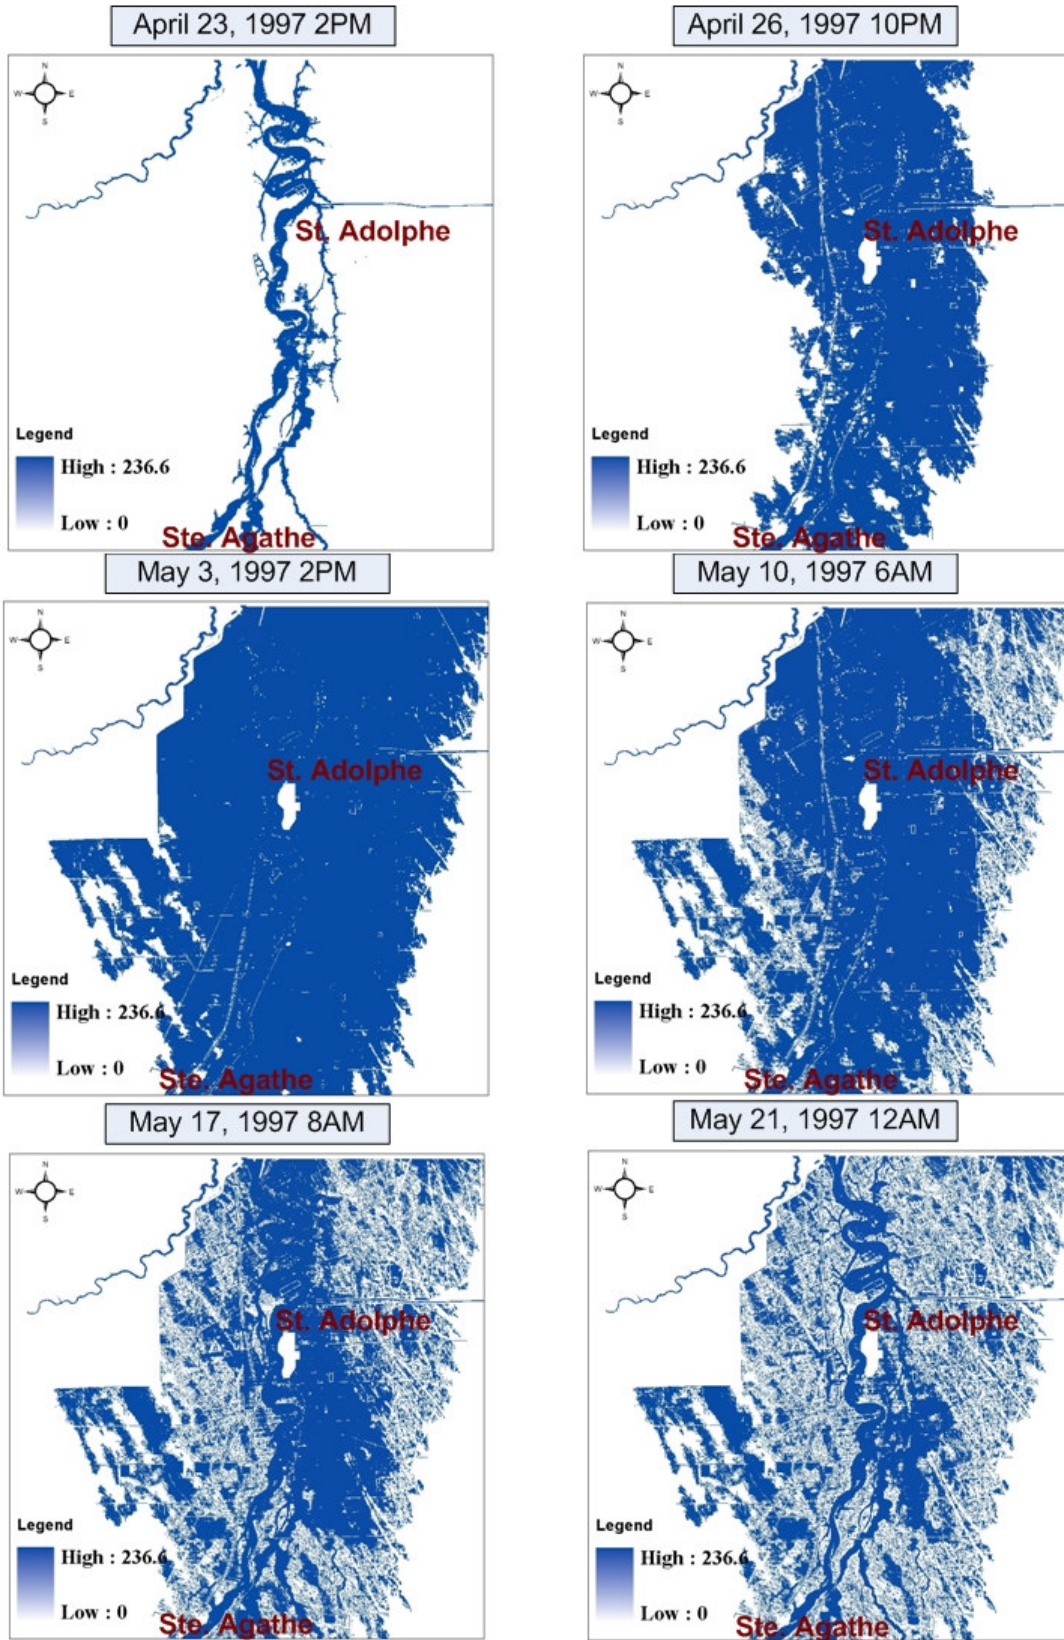 April 23, 1997 2PM
April 26, 1997 10PM
N
W E
S
St. Adolphe
Legend
High : 236.6
Low : 0
Ste. Agathe
N
W E
S
St. Adolphe
Legend
High : 236.6
Low : 0
Ste. Agathe
May 3, 1997 2PM
May 10, 1997 6AM
N
W E
S
St. Adolphe
Legend
High : 236.6
Low : 0
Ste. Agathe
N
W E
S
St. Adolphe
Legend
High : 236.6
Low : 0
Ste. Agathe
May 17, 1997 8AM
May 21, 1997 12AM
N
W E
S
St. Adolphe
Legend
High : 236.6
Low : 0
Ste. Agathe
N
W E
S
St. Adolphe
Legend
High : 236.6
Low : 0
Ste. Agathe